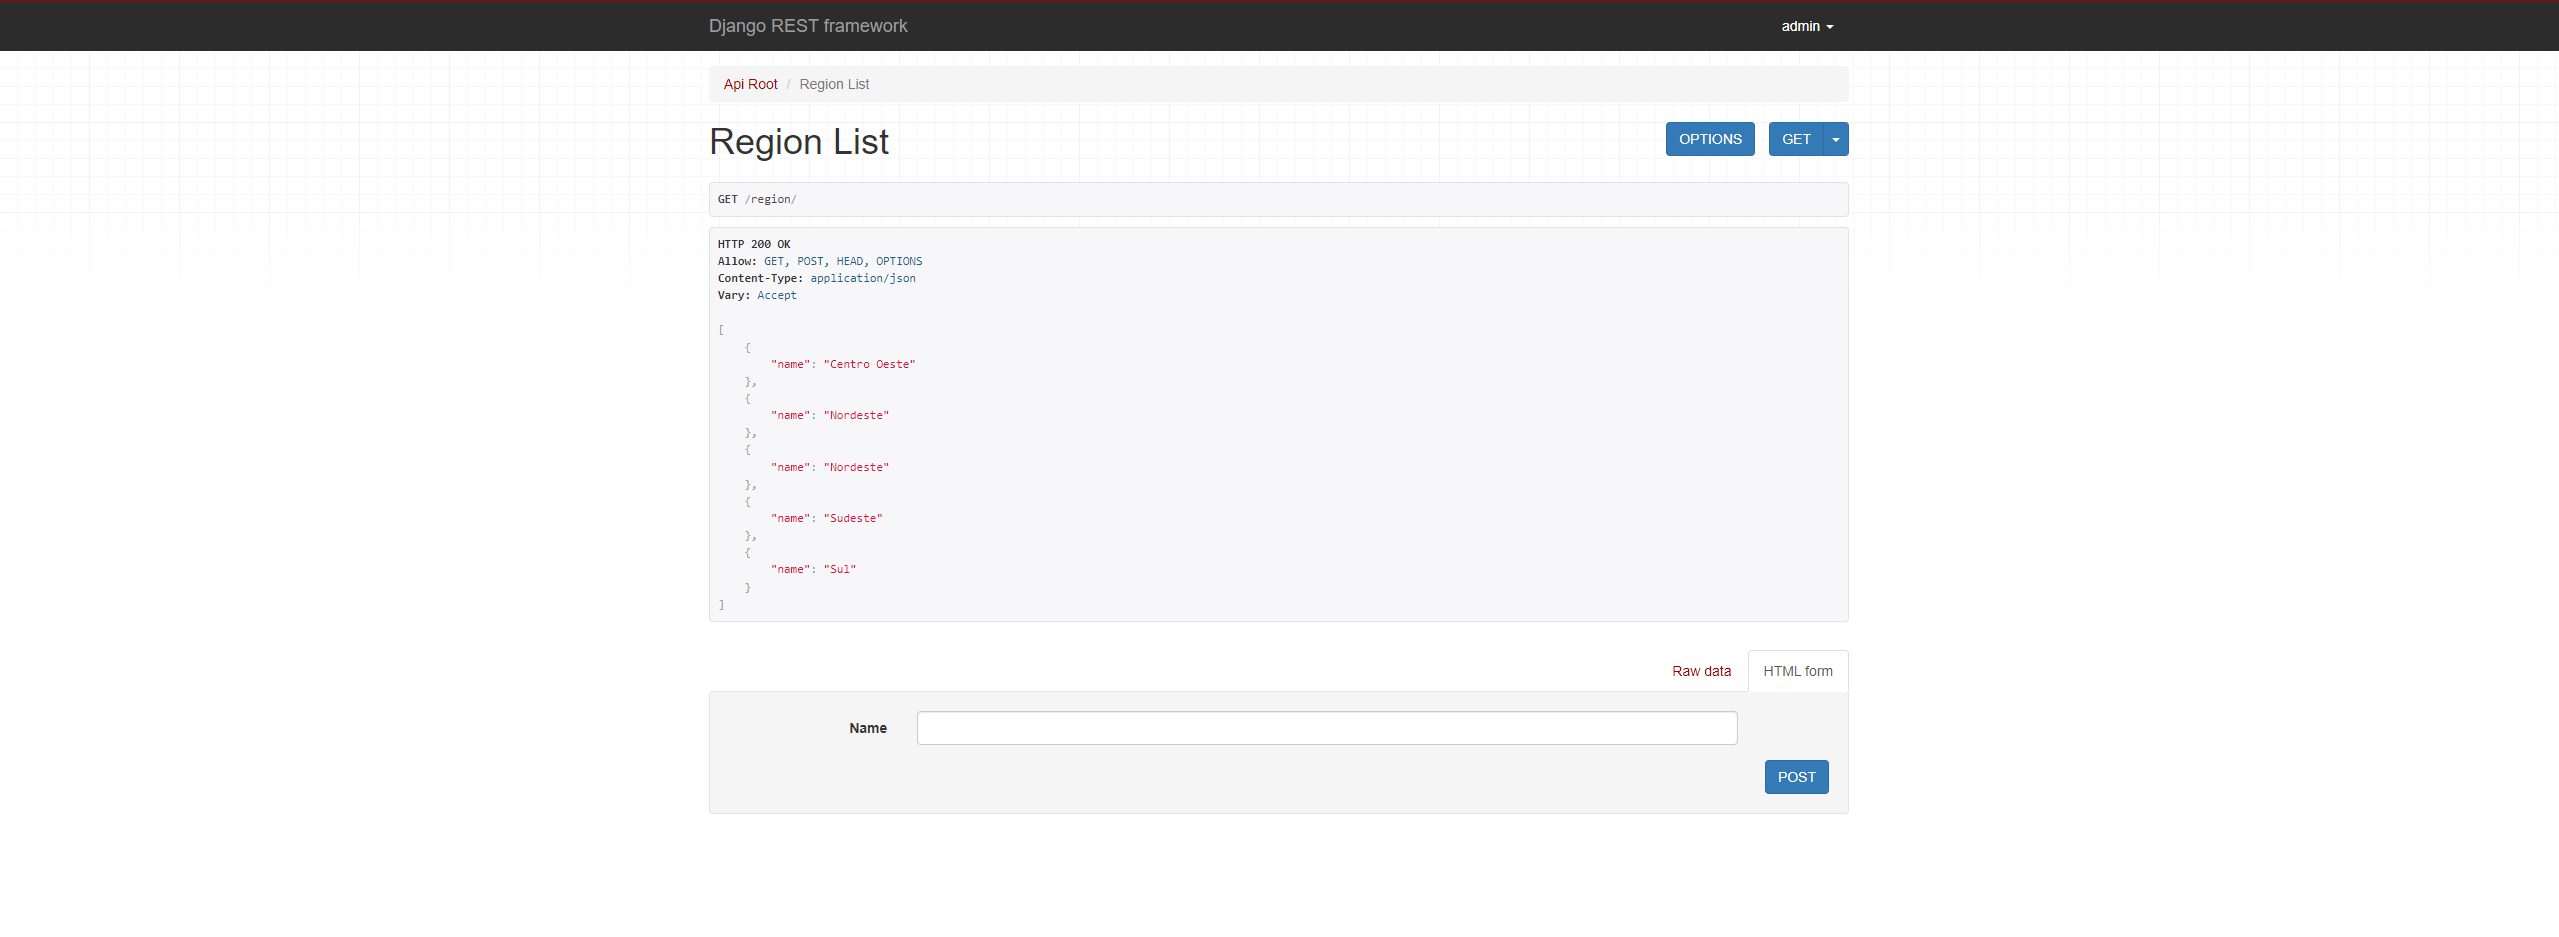 Django REST framework
admin
Api Root / Region List
Region List
OPTIONS
GET
GET /region/
HTTP 200 OK
Allow: GET, POST, HEAD, OPTIONS
Content-Type: application/json
Vary: Accept
[
    {
        "name": "Centro Oeste"
    },
    {
        "name": "Nordeste"
    },
    {
        "name": "Nordeste"
    },
    {
        "name": "Sudeste"
    },
    {
        "name": "Sul"
    }
]
Raw data
HTML form
Name
POST